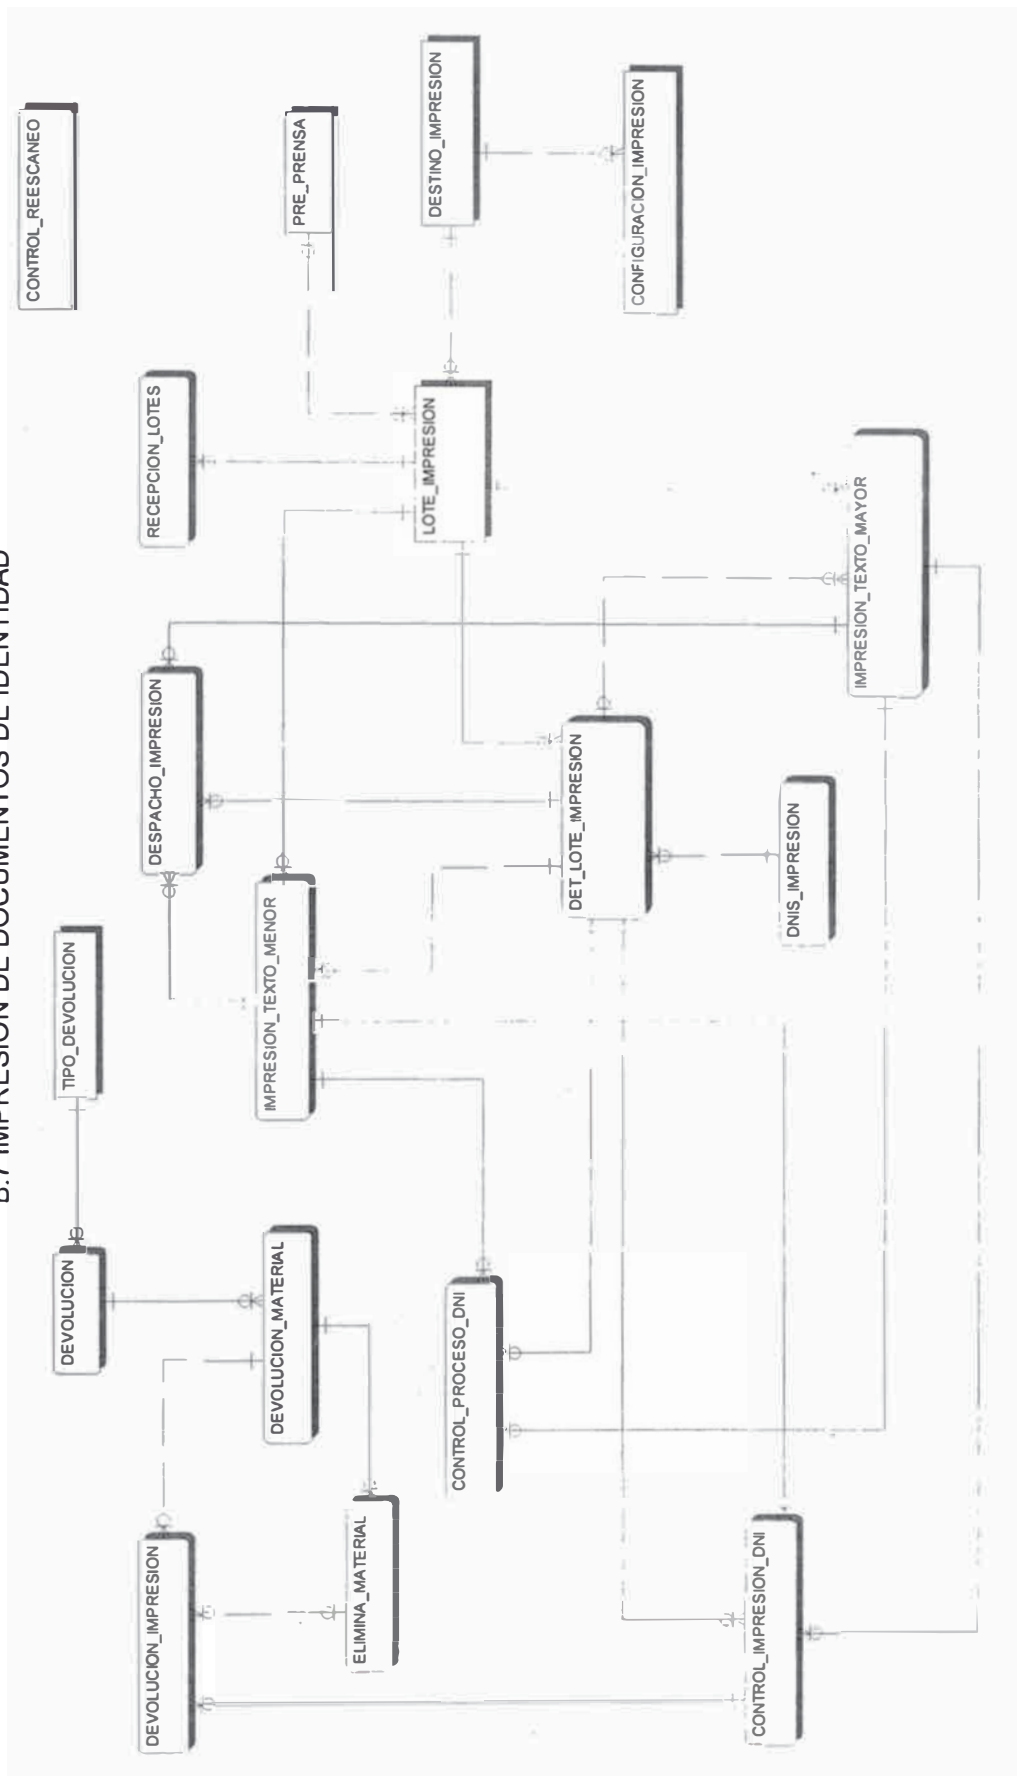 B.7 IMPRESION DE DOCUMENTOS DE IDENTIDAD
CONTROL_REESCANEO
TIPO_DEVOLUCION
DEVOLUCION
RECEPCION_LOTES
DESPACHO_IMPRESION
DEVOLUCION_IMPRESION
PRE_PRENSA
IMPRESION_TEXTO_MENOR
DEVOLUCION_MATERIAL
ELIMINA_MATERIAL
DESTINO_IMPRESION
LOTE_IMPRESION
CONTROL_PROCESO_DNI
DET_LOTE_IMPRESION
CONFIGURACION_IMPRESION
DNIS_IMPRESION
CONTROL_IMPRESION_DNI
IMPRESION_TEXTO_MAYOR